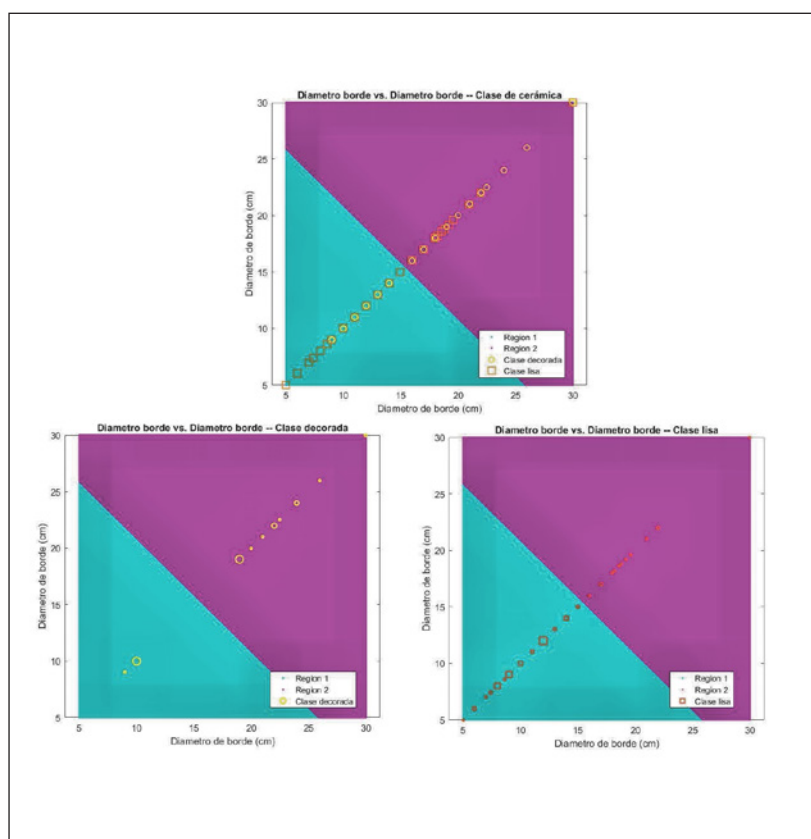 Diametro borde vs. Diametro borde -- Clase de cerámica
30
25
20
15
10
5
Diametro de borde (cm)
5 10 15 20 25 30
Diametro de borde (cm)
Region 1
Region 2
Clase decorada
Clase lisa
Diametro borde vs. Diametro borde -- Clase decorada
30
25
20
15
10
5
Diametro de borde (cm)
5 10 15 20 25 30
Diametro de borde (cm)
Region 1
Region 2
Clase decorada
Diametro borde vs. Diametro borde -- Clase lisa
30
25
20
15
10
5
Diametro de borde (cm)
5 10 15 20 25 30
Diametro de borde (cm)
Region 1
Region 2
Clase lisa